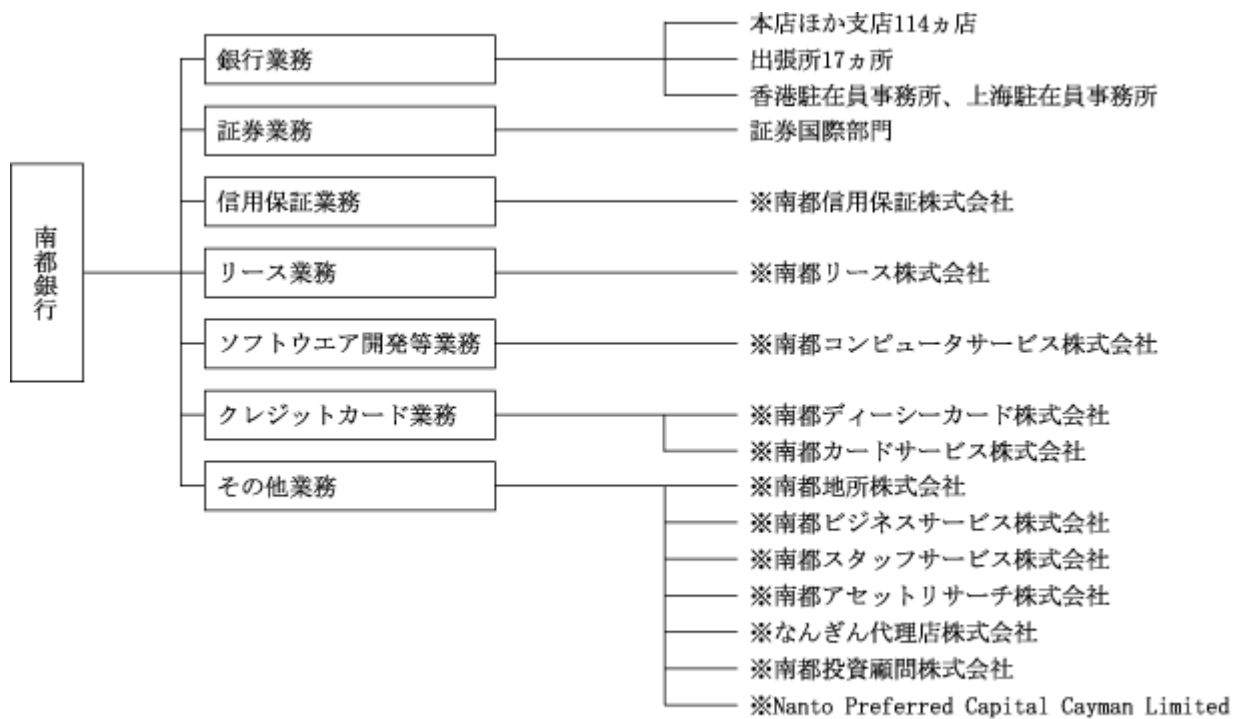 南都銀行
銀行業務
本店ほか支店114ヵ店
出張所17ヵ所
香港駐在員事務所、上海駐在員事務所
証券業務
証券国際部門
信用保証業務
※南都信用保証株式会社
リース業務
※南都リース株式会社
ソフトウエア開発等業務
※南都コンピュータサービス株式会社
クレジットカード業務
※南都ディーシーカード株式会社
※南都カードサービス株式会社
その他業務
※南都地所株式会社
※南都ビジネスサービス株式会社
※南都スタッフサービス株式会社
※南都アセットリサーチ株式会社
※なんぎん代理店株式会社
※南都投資顧問株式会社
※Nanto Preferred Capital Cayman Limited